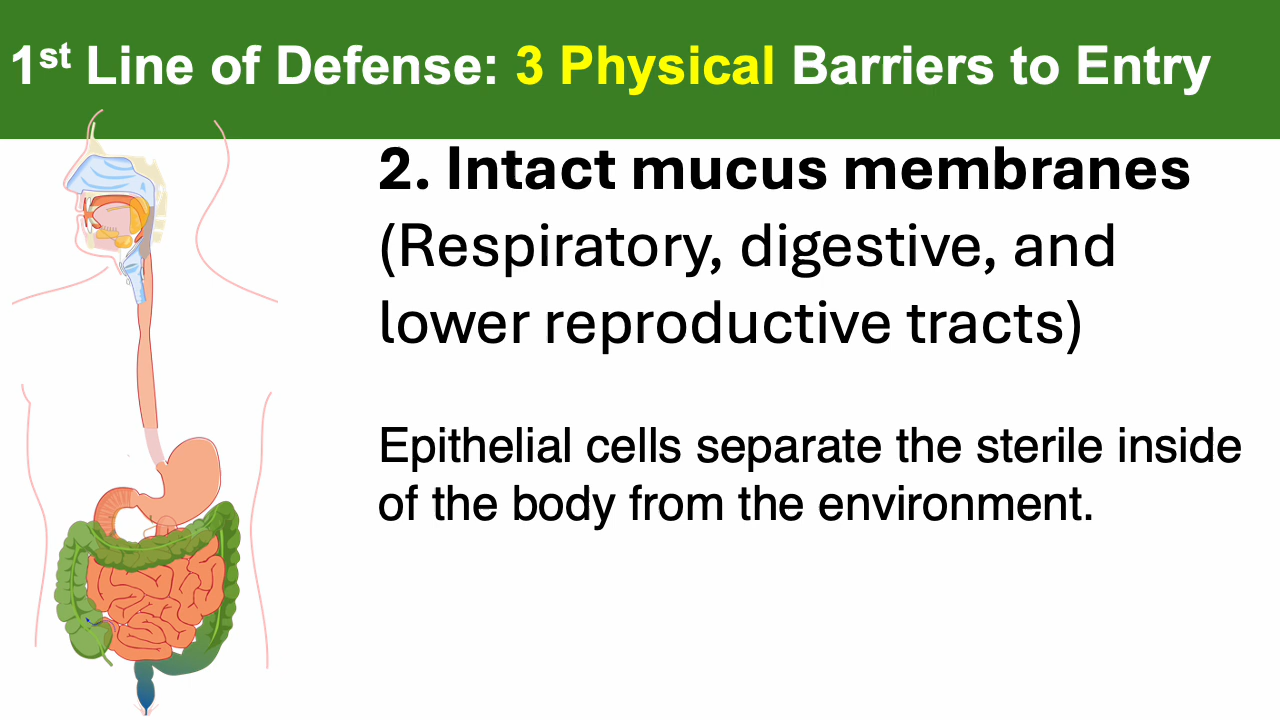 1st Line of Defense: 3 Physical Barriers to Entry
2. Intact mucus membranes
(Respiratory, digestive, and
lower reproductive tracts)
Epithelial cells separate the sterile inside
of the body from the environment.